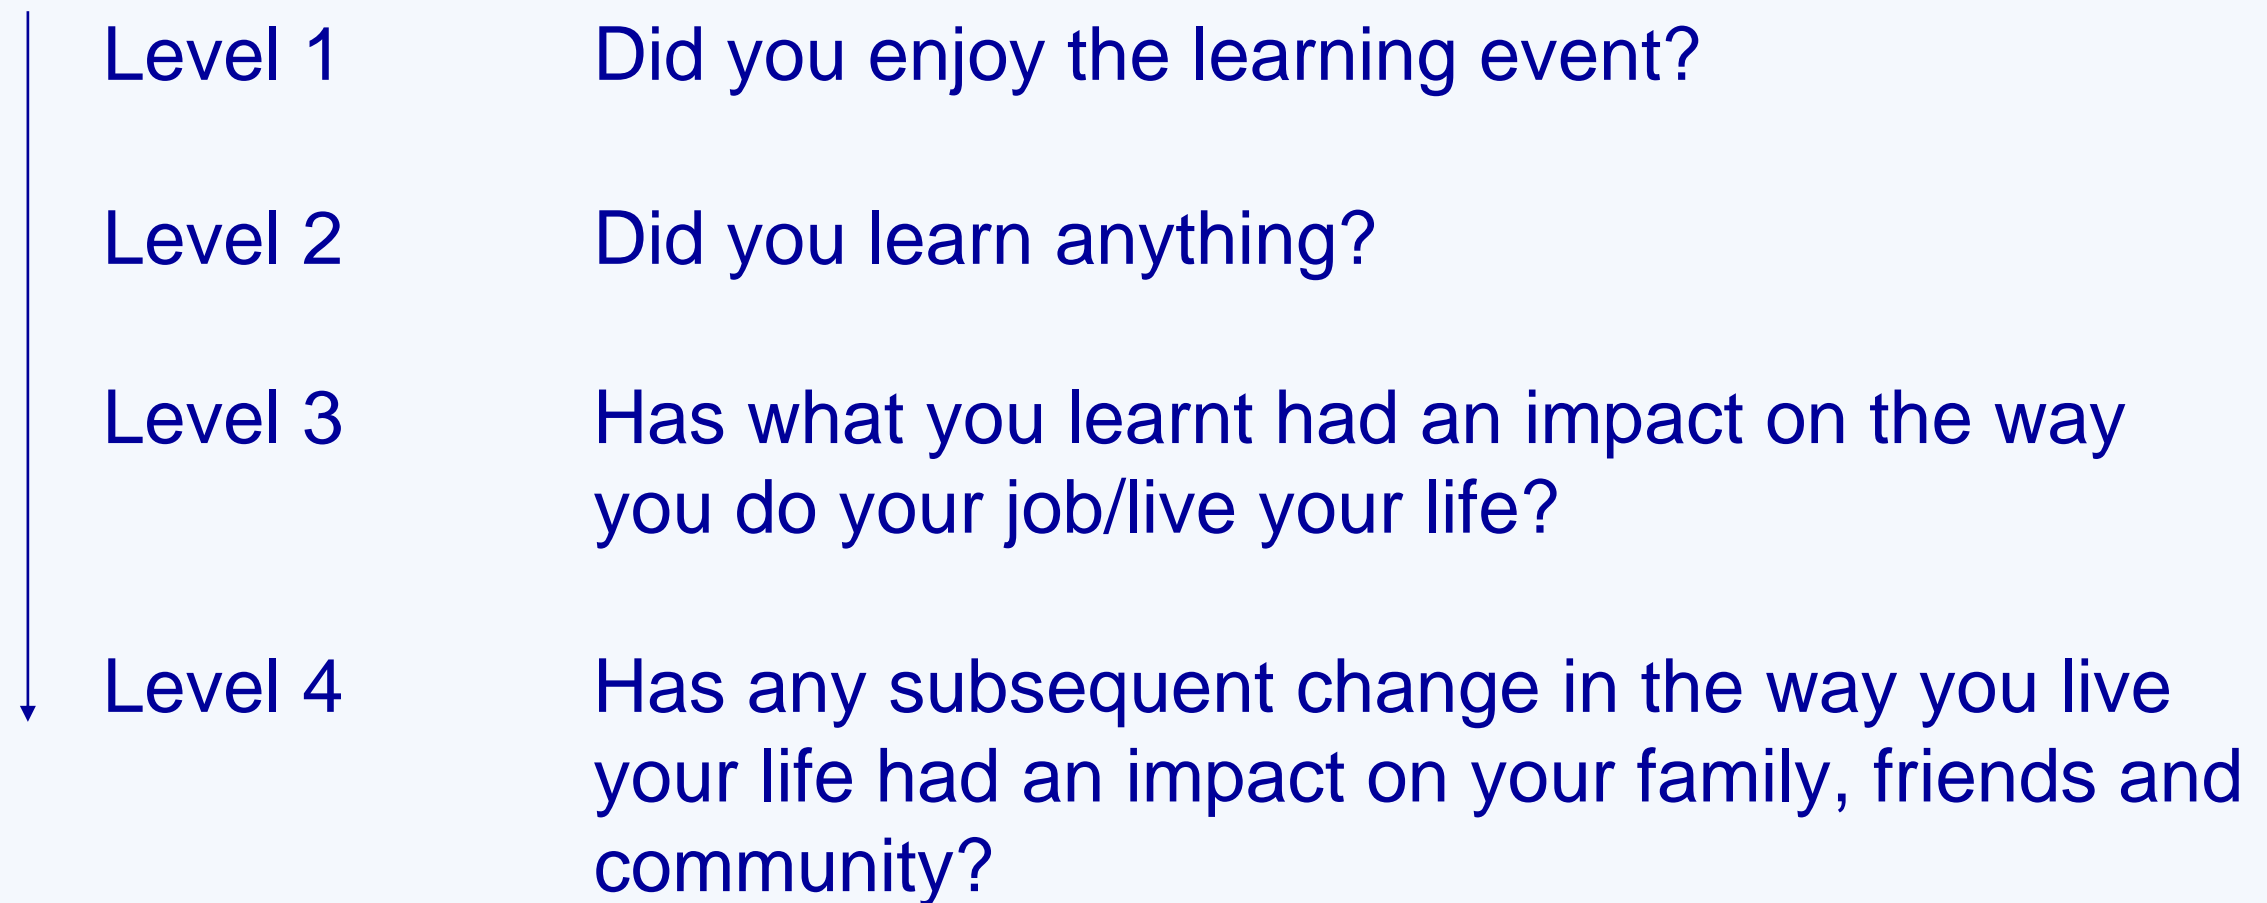 Level 1 Did you enjoy the learning event?
Level 2 Did you learn anything?
Level 3 Has what you learnt had an impact on the way
you do your job/live your life?
Level 4 Has any subsequent change in the way you live
your life had an impact on your family, friends and
community?